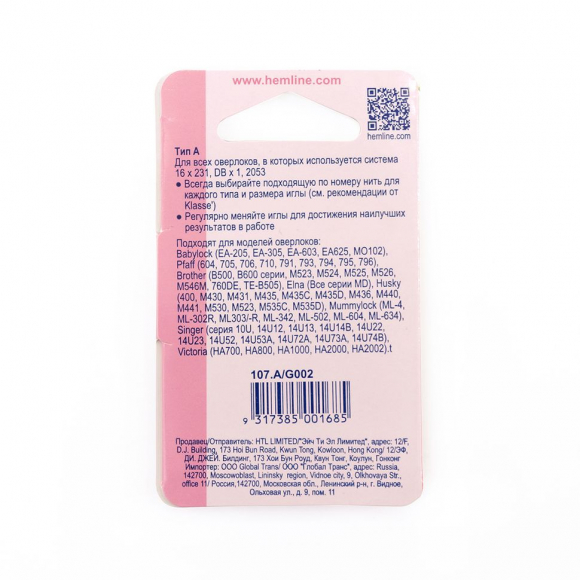 www.hemline.com
hemline.com
Тип А
Для всех оверлоков, в которых используется система
16 x 231, DB x 1, 2053
• Всегда выбирайте подходящую по номеру нить для
каждого типа и размера иглы (см. рекомендации от
Klasse')
• Регулярно меняйте иглы для достижения наилучших
результатов в работе
Подходят для моделей оверлоков:
Babylock (EA-205, EA-305, EA-603, EA625, MO102),
Pfaff (604, 705, 706, 710, 791, 793, 794, 795, 796),
Brother (B500, B600 серии, M523, M524, M525, M526,
M546M, 760DE, TE-B505), Elna (Все серии MD), Husky
(400, M430, M431, M435, M435C, M435D, M436, M440,
M441, M530, M523, M535C, M535D), Mummylock (ML-4,
ML-302R, ML303/-R, ML-342, ML-502, ML-604, ML-634),
Singer (серия 10U, 14U12, 14U13, 14U14B, 14U22,
14U23, 14U52, 14U53A, 14U72A, 14U73A, 14U74B),
Victoria (HA700, HA800, HA1000, HA2000, HA2002).t
107.A/G002
9 317385 001685
Продавец/Отправитель: HTL LIMITED/"Эйч Ти Эл Лимитед", адрес: 12/F,
D.J. Building, 173 Hoi Bun Road, Kwun Tong, Kowloon, Hong Kong/ 12/ЭФ,
ДИ. ДЖЕЙ. Билдинг, 173 Хои Бун Роуд, Квун Тонг, Коулун, Гонконг
Импортер: ООО Global Trans/ ООО "Глобал Транс", адрес: Russia,
142700, Moscowoblast, Lininsky region, Vidnoe city, 9, Olkhovaya Str.,
office 11/ Россия, 142700, Московская обл., Ленинский р-н, г. Видное,
Ольховая ул., д. 9, пом. 11